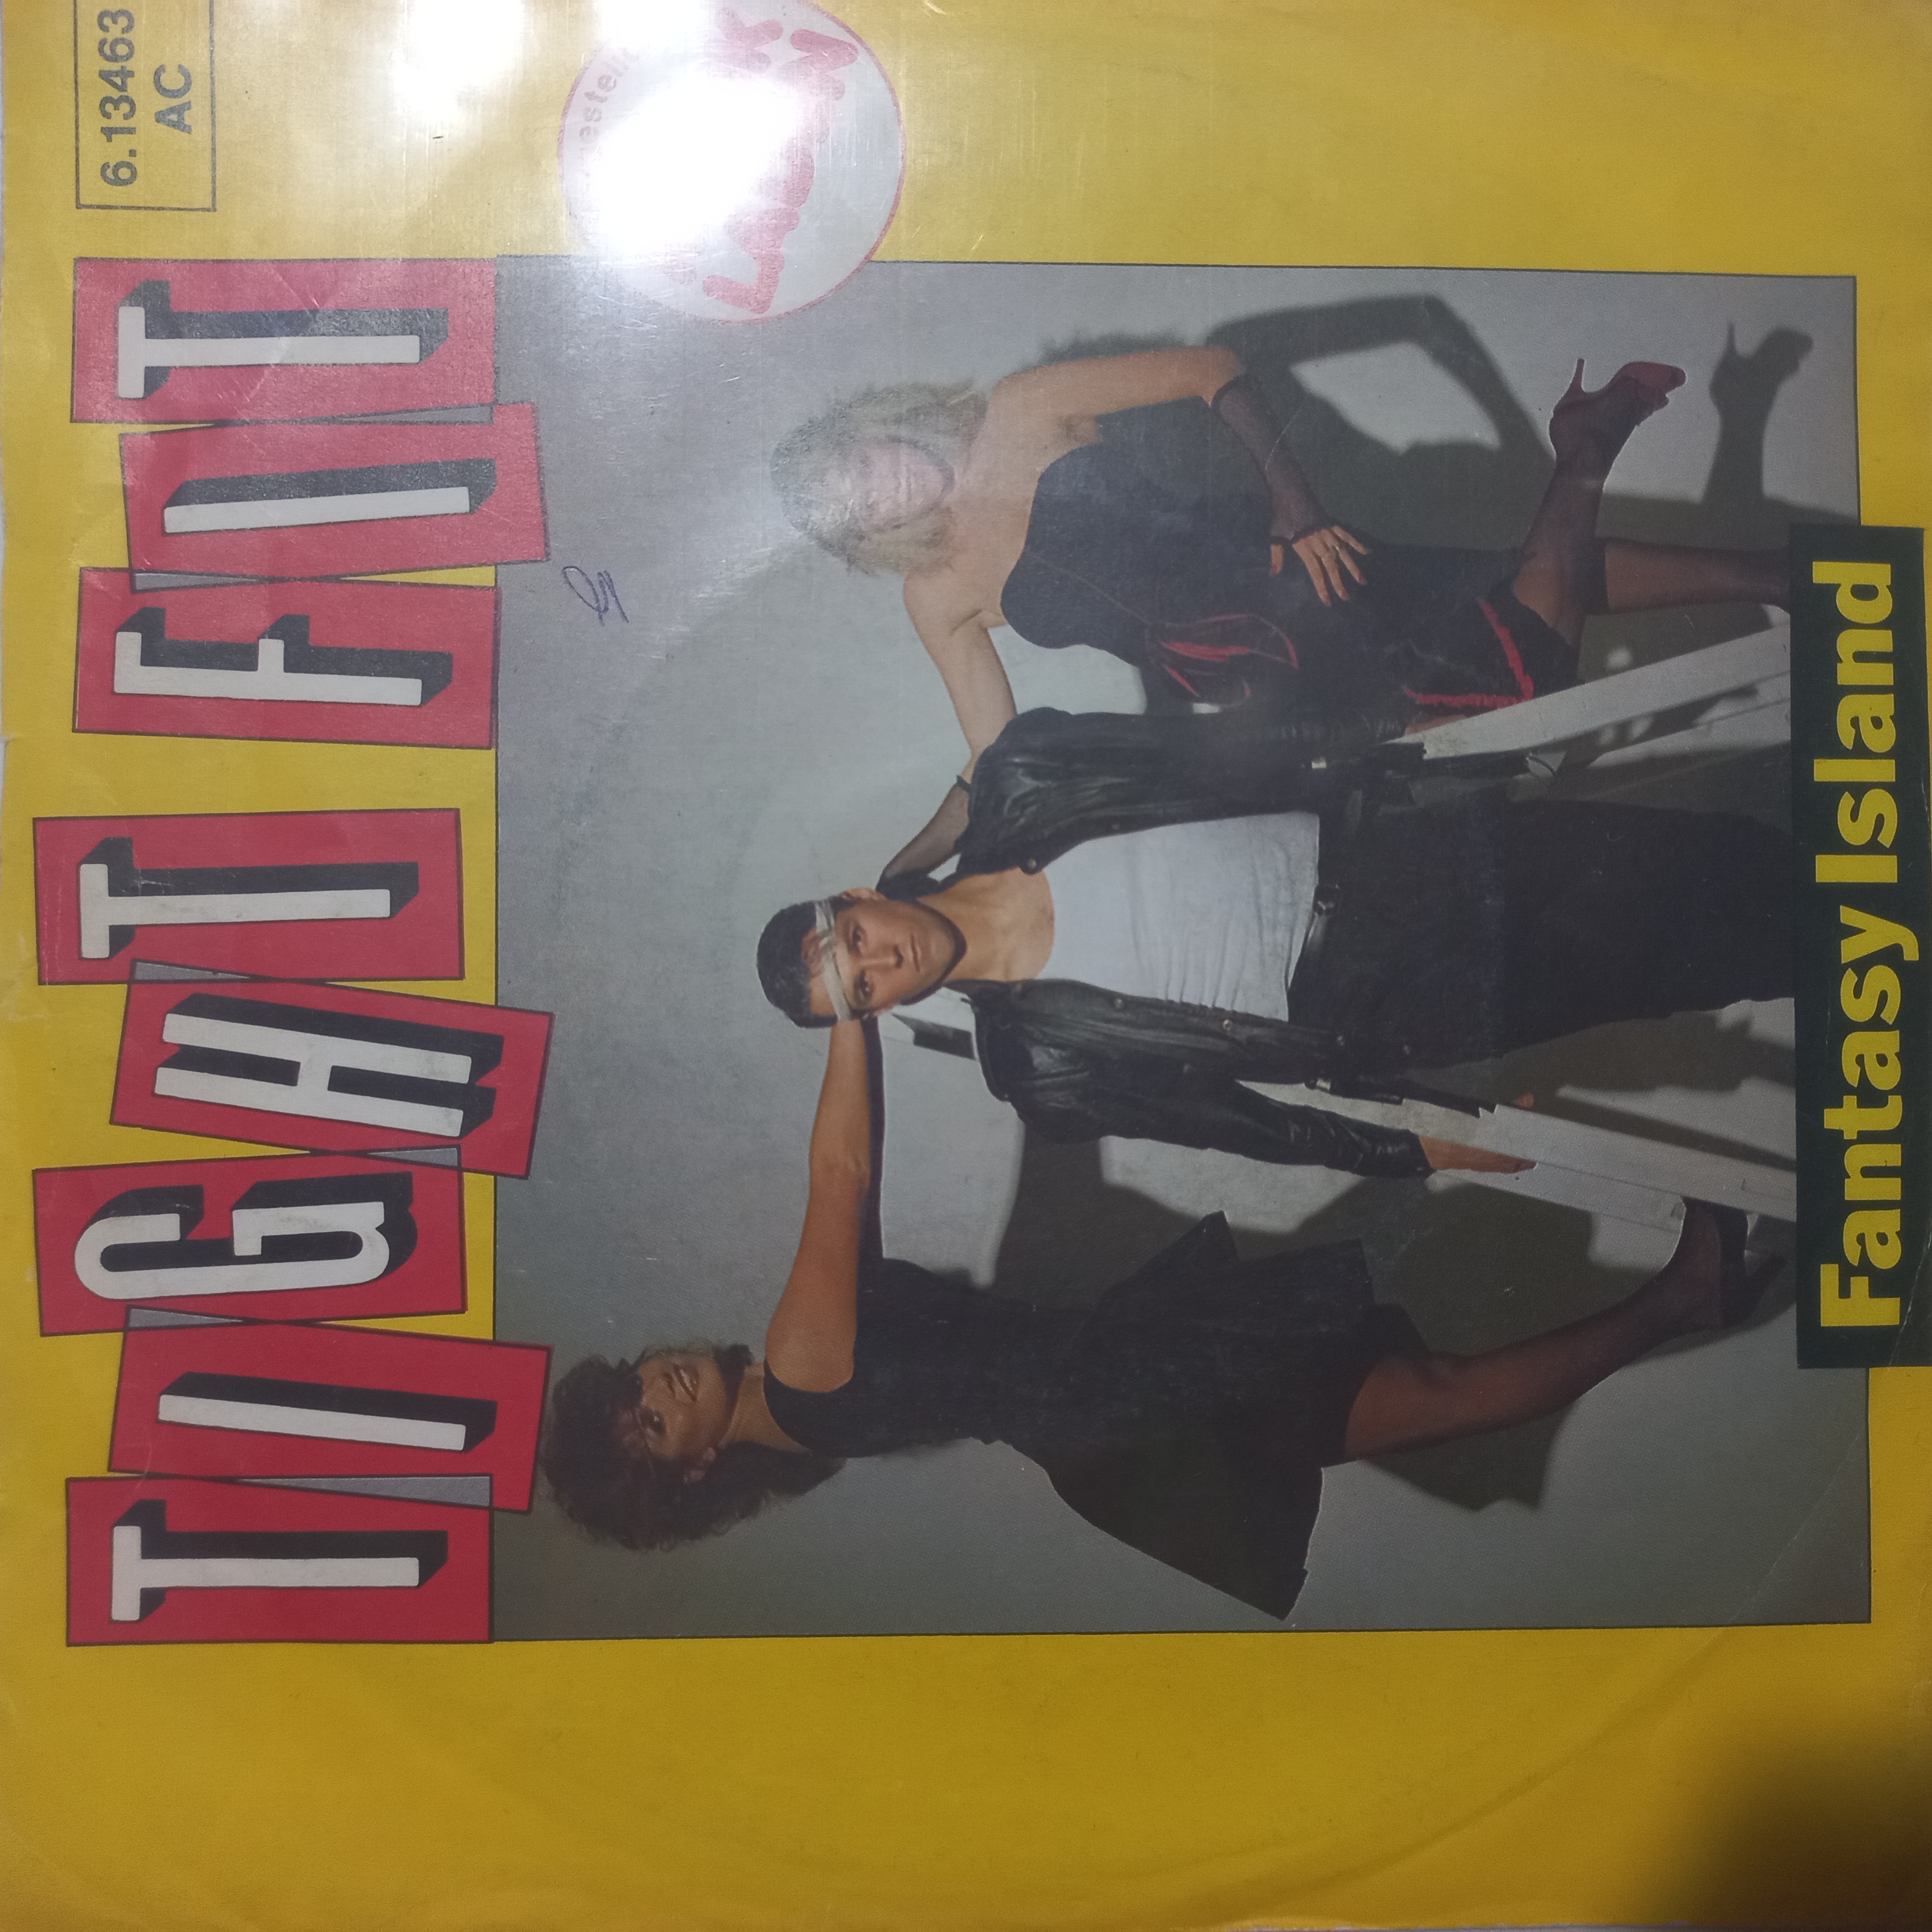 TIGHT FIT
6.13463
AC
Fantasy Island